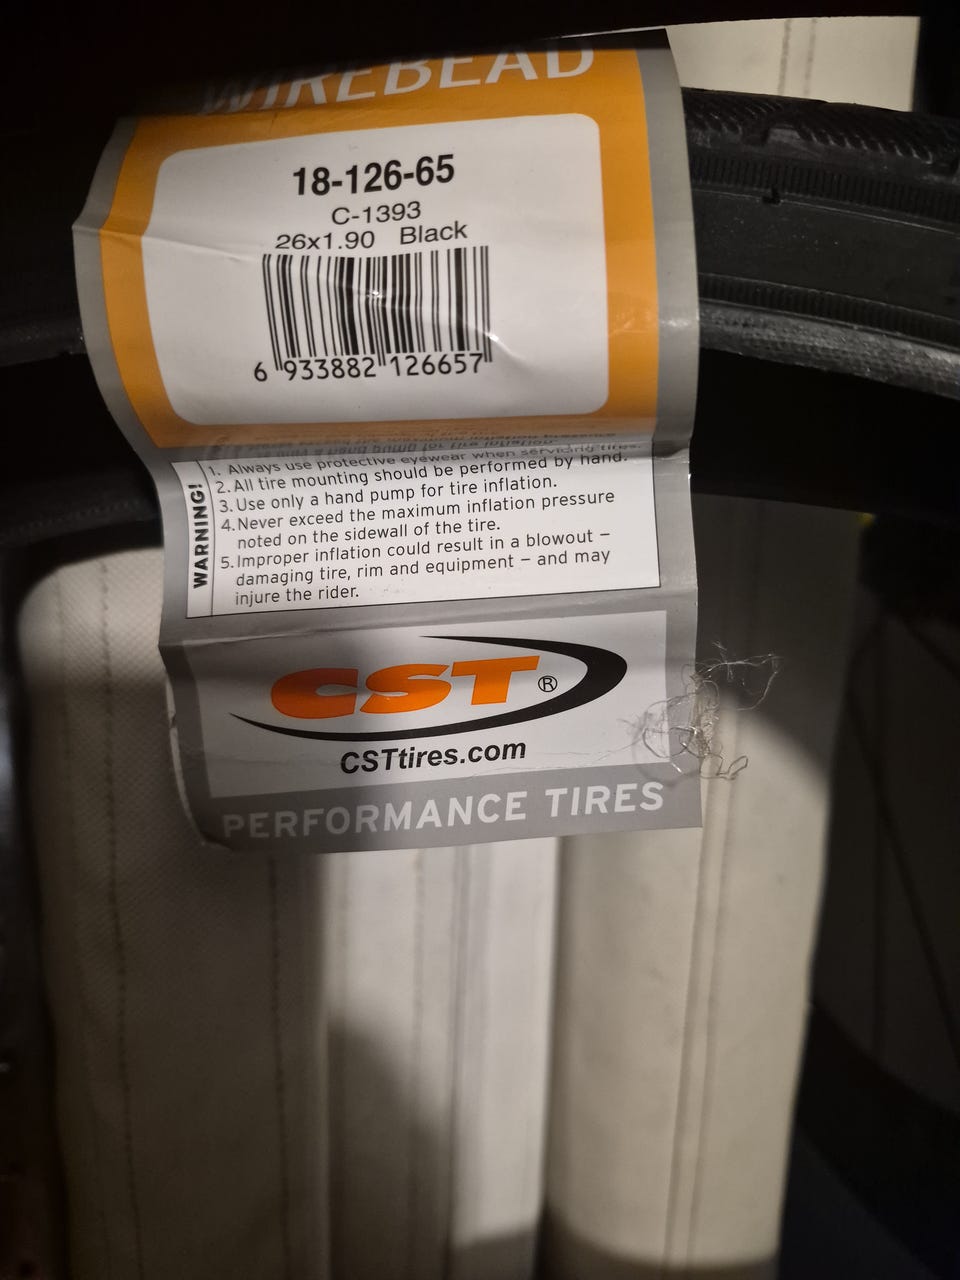 WIREBEAD
18-126-65
C-1393
26x1.90 Black
6 933882 126657
WARNING!
1. Always use protective eyewear when servicing tires.
2. All tire mounting should be performed by hand.
3. Use only a hand pump for tire inflation.
4. Never exceed the maximum inflation pressure
noted on the sidewall of the tire.
5. Improper inflation could result in a blowout –
damaging tire, rim and equipment – and may
injure the rider.
CST®
CSTtires.com
PERFORMANCE TIRES